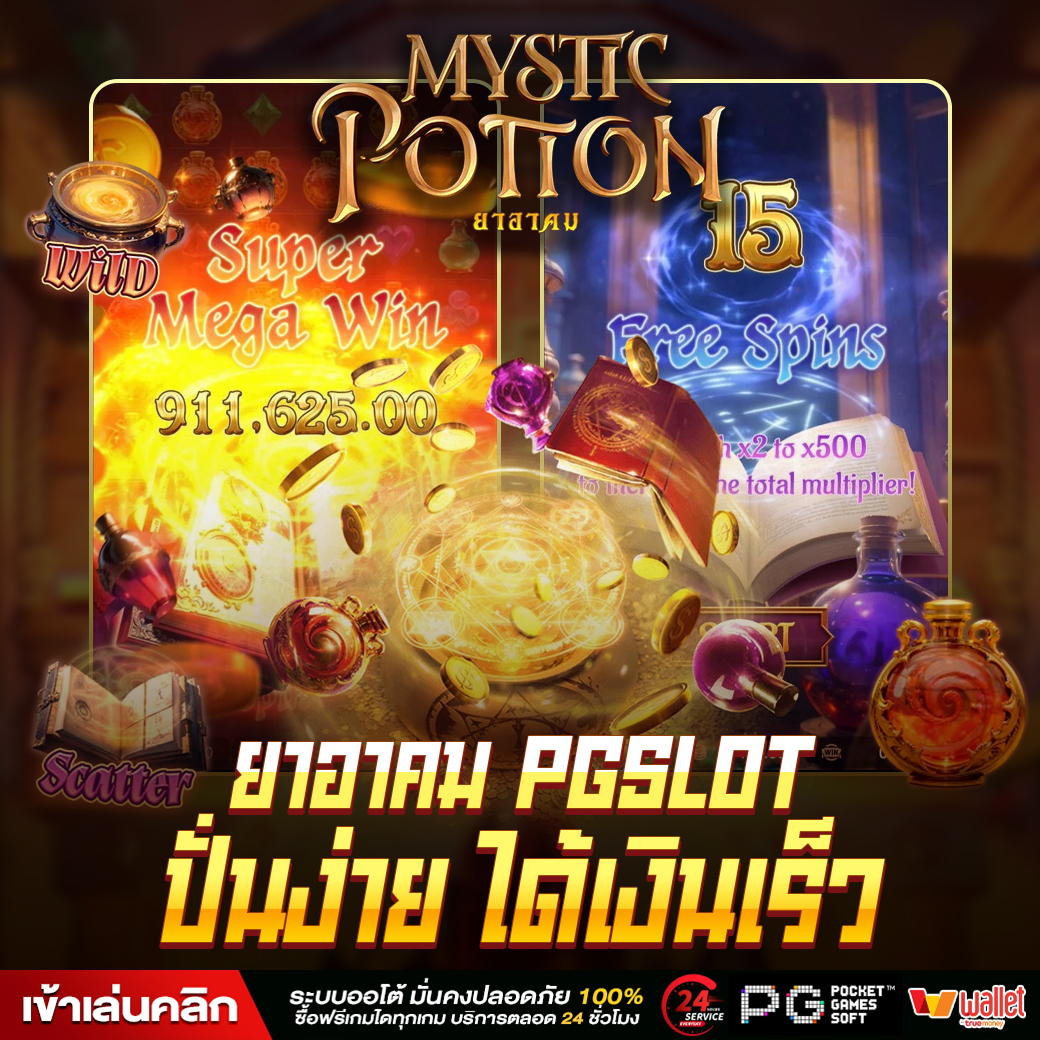 MYSTIC
POTION
ยาอาคม
WILD
15
Super
Mega Win
Free Spins
911,625.00
x2 to x500
total multiplier!
Scatter
WIN
ยาอาคม PGSLOT
ปั่นง่าย ได้เงินเร็ว
เข้าเล่นคลิก
ระบบออโต้ มั่นคงปลอดภัย 100%
ซื้อฟรีเกมได้ทุกเกม บริการตลอด 24 ชั่วโมง
24 HOURS
SERVICE
EVERYDAY
PG POCKET™
GAMES
SOFT
wallet
by truemoney